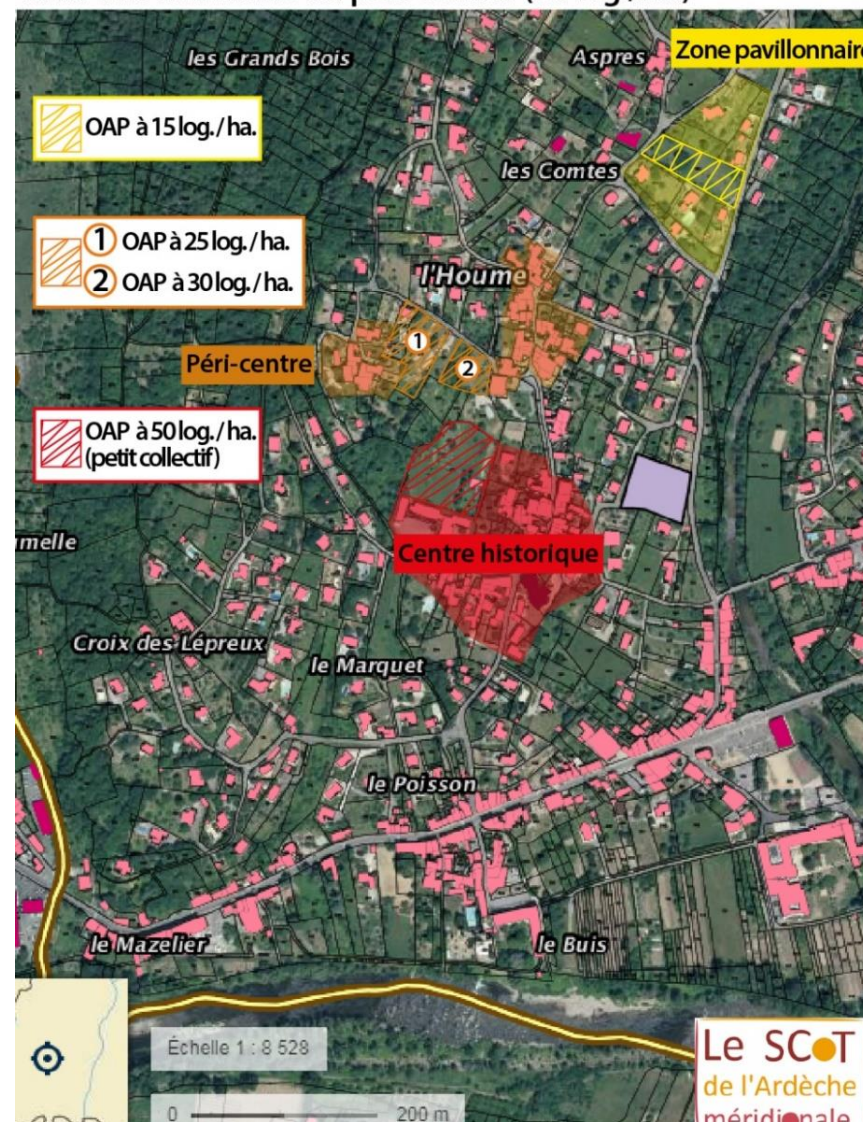 les Grands Bois
Aspres
Zone pavillonnaire
OAP à 15 log./ha.
les Comtes
1 OAP à 25 log./ha.
2 OAP à 30 log./ha.
l'Houme
1
2
Péri-centre
OAP à 50 log./ha.
(petit collectif)
melle
Centre historique
Croix des Lépreux
le Marquet
le Poisson
le Mazelier
le Buis
Échelle 1 : 8 528
0 200 m
Le SCoT
de l'Ardèche
méridionale